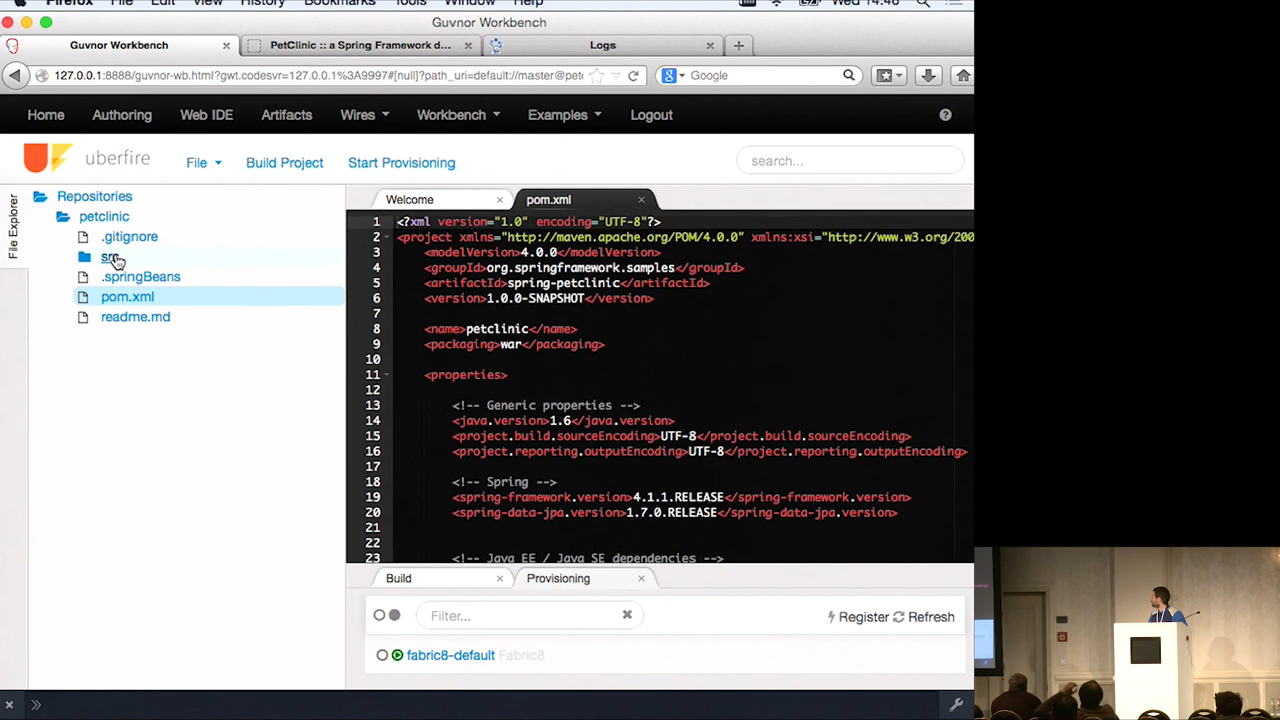 Firefox File Edit View History Bookmarks Tools Window Help Wed 14:46
Guvnor Workbench
Guvnor Workbench PetClinic :: a Spring Framework d... Logs
127.0.0.1:8888/guvnor-wb.html?gwt.codesvr=127.0.0.1%3A9997#[null]?path_uri=default://master@pet Google
Home Authoring Web IDE Artifacts Wires Workbench Examples Logout
uberfire File Build Project Start Provisioning search...
File Explorer
Repositories
petclinic
.gitignore
src
.springBeans
pom.xml
readme.md
Welcome pom.xml
1 <?xml version="1.0" encoding="UTF-8"?>
2 <project xmlns="http://maven.apache.org/POM/4.0.0" xmlns:xsi="http://www.w3.org/200
3 <modelVersion>4.0.0</modelVersion>
4 <groupId>org.springframework.samples</groupId>
5 <artifactId>spring-petclinic</artifactId>
6 <version>1.0.0-SNAPSHOT</version>
7
8 <name>petclinic</name>
9 <packaging>war</packaging>
10
11 <properties>
12
13 <!-- Generic properties -->
14 <java.version>1.6</java.version>
15 <project.build.sourceEncoding>UTF-8</project.build.sourceEncoding>
16 <project.reporting.outputEncoding>UTF-8</project.reporting.outputEncoding>
17
18 <!-- Spring -->
19 <spring-framework.version>4.1.1.RELEASE</spring-framework.version>
20 <spring-data-jpa.version>1.7.0.RELEASE</spring-data-jpa.version>
21
22
23 <!-- Java EE / Java SE dependencies -->
Build Provisioning
Filter... Register Refresh
fabric8-default Fabric8